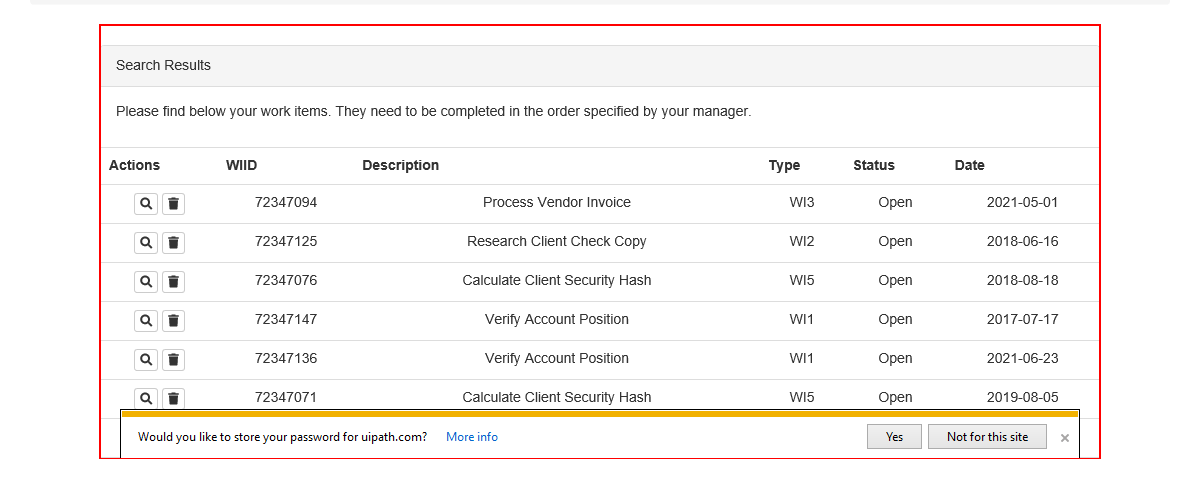 Search Results
Please find below your work items. They need to be completed in the order specified by your manager.
Actions WIID Description Type Status Date
72347094 Process Vendor Invoice WI3 Open 2021-05-01
72347125 Research Client Check Copy WI2 Open 2018-06-16
72347076 Calculate Client Security Hash WI5 Open 2018-08-18
72347147 Verify Account Position WI1 Open 2017-07-17
72347136 Verify Account Position WI1 Open 2021-06-23
72347071 Calculate Client Security Hash WI5 Open 2019-08-05
Would you like to store your password for uipath.com? More info Yes Not for this site ×